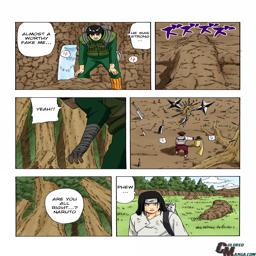 ALMOST A
WORTHY
FAKE ME...
HE WAS
STRONG
...
YEAH!!
ARE
YOU ALL
RIGHT...?
NARUTO
PHEW
...
COLORED
MANGA.COM